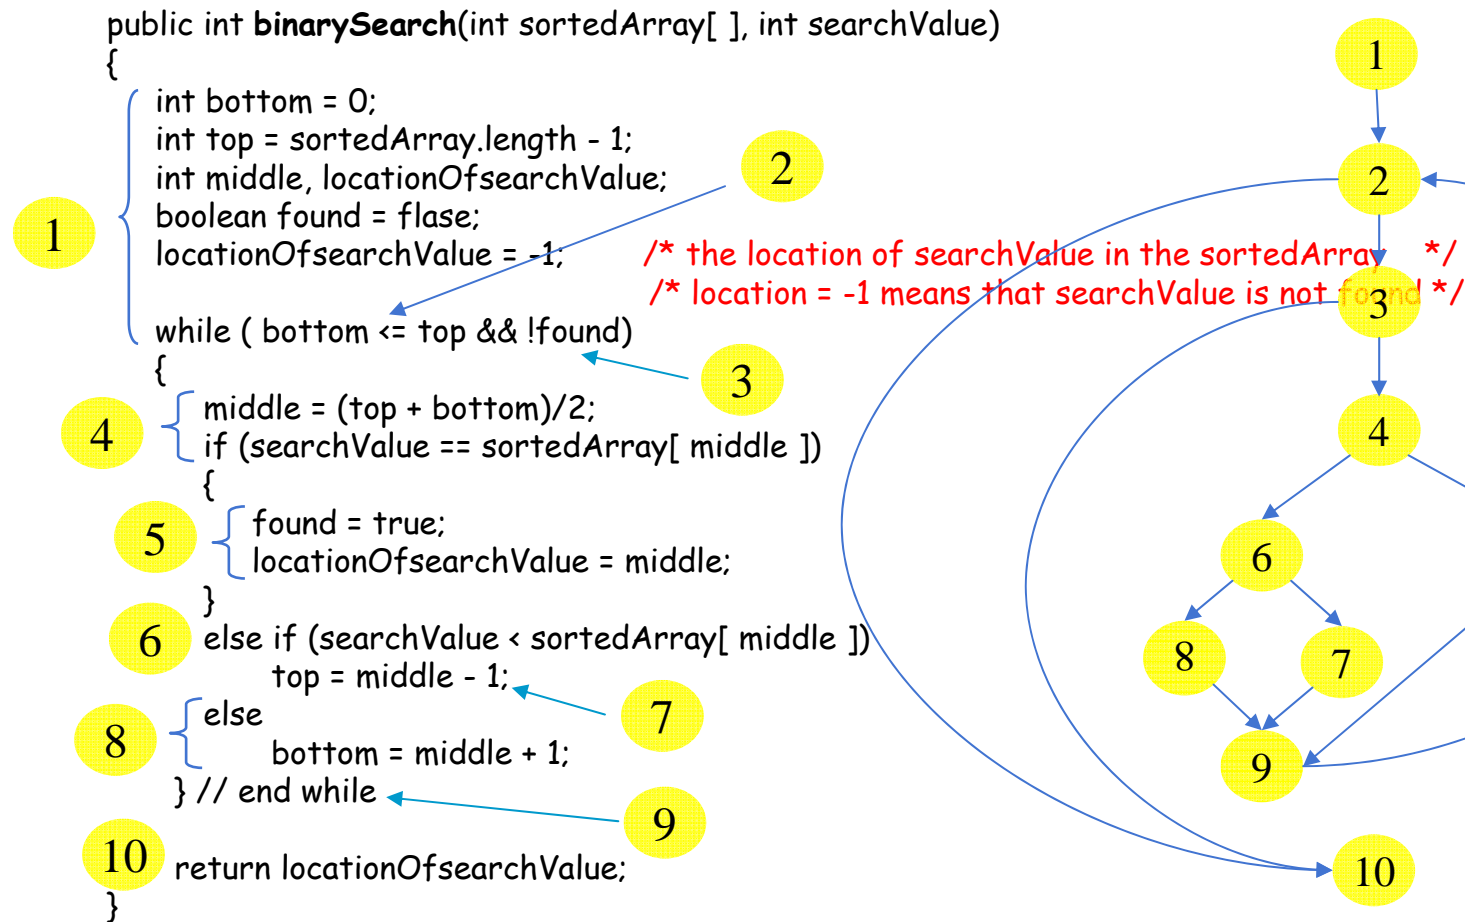 public int binarySearch(int sortedArray[ ], int searchValue)
{
int bottom = 0;
int top = sortedArray.length - 1;
int middle, locationOfsearchValue;
boolean found = flase;
locationOfsearchValue = -1; /* the location of searchValue in the sortedArray */
/* location = -1 means that searchValue is not found */
while ( bottom <= top && !found)
{
middle = (top + bottom)/2;
if (searchValue == sortedArray[ middle ])
{
found = true;
locationOfsearchValue = middle;
}
else if (searchValue < sortedArray[ middle ])
top = middle - 1;
else
bottom = middle + 1;
} // end while
return locationOfsearchValue;
}
1
2
3
4
5
6
7
8
9
10
1
2
3
4
6
8
7
9
10